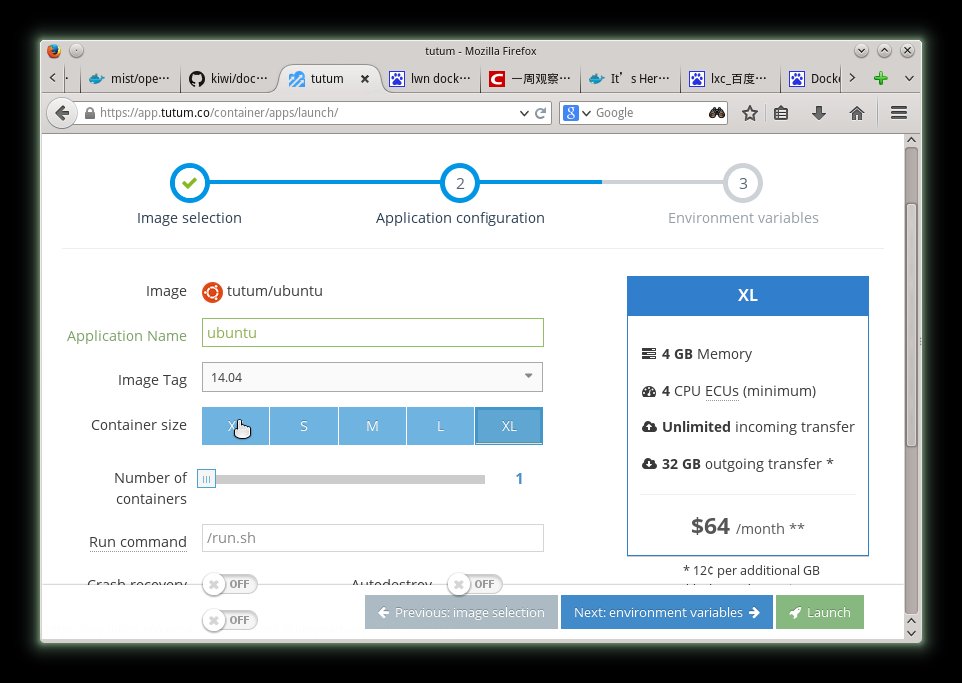 tutum - Mozilla Firefox
mist/ope···
kiwi/doc···
tutum
lwn dock···
一周观察···
It's Her···
lxc_百度···
Docke
https://app.tutum.co/container/apps/launch/
Google
2
3
Image selection
Application configuration
Environment variables
Image
tutum/ubuntu
Application Name
ubuntu
Image Tag
14.04
Container size
S
M
L
XL
Number of
containers
1
Run command
/run.sh
Crash recovery
OFF
Autodestroy
OFF
OFF
XL
4 GB Memory
4 CPU ECUs (minimum)
Unlimited incoming transfer
32 GB outgoing transfer *
$64 /month **
* 12¢ per additional GB
Previous: image selection
Next: environment variables
Launch